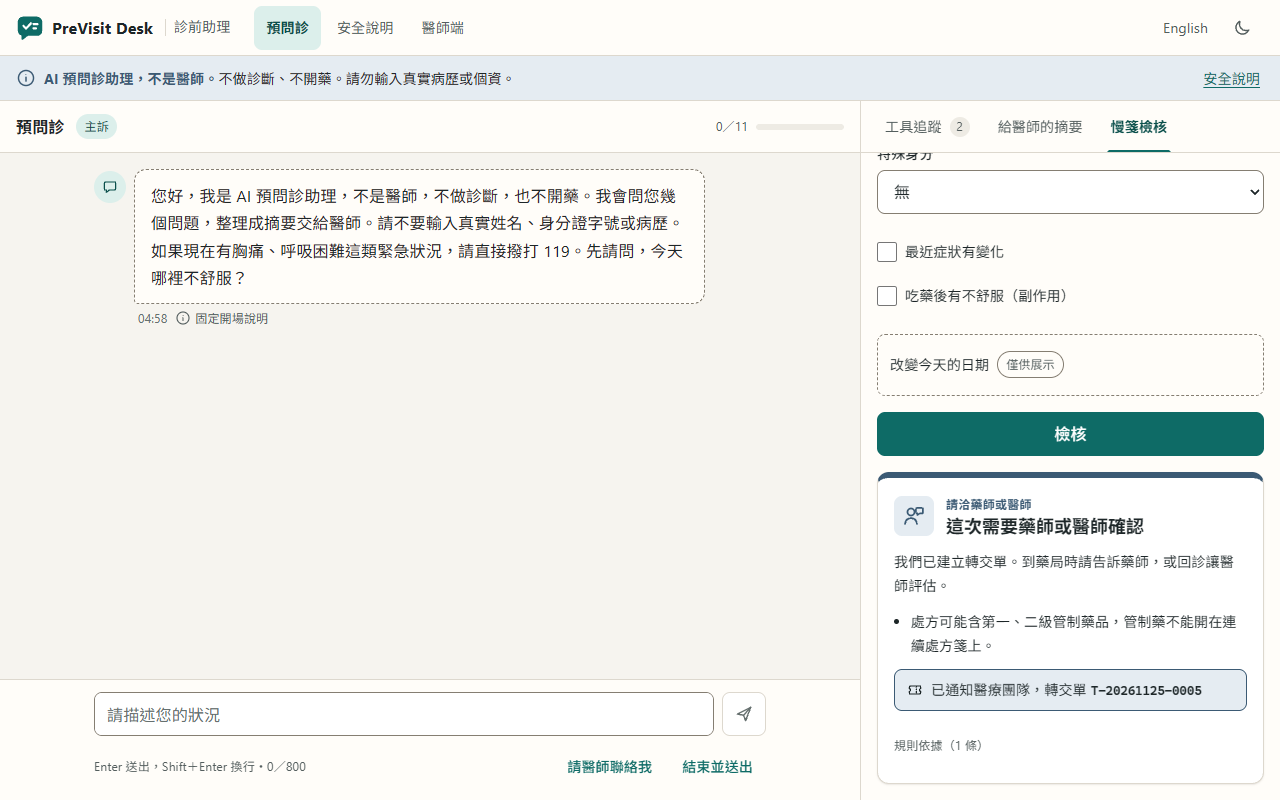 PreVisit Desk 診前助理 預問診 安全說明 醫師端 English
AI 預問診助理，不是醫師。不做診斷、不開藥。請勿輸入真實病歷或個資。 安全說明
預問診 主訴 0／11
工具追蹤 2 給醫師的摘要 慢箋檢核
您好，我是 AI 預問診助理，不是醫師，不做診斷，也不開藥。我會問您幾
個問題，整理成摘要交給醫師。請不要輸入真實姓名、身分證字號或病歷。
如果現在有胸痛、呼吸困難這類緊急狀況，請直接撥打 119。先請問，今天
哪裡不舒服？
04:58 固定開場說明
請描述您的狀況
Enter 送出，Shift＋Enter 換行・0／800
請醫師聯絡我 結束並送出
特殊身分
無
最近症狀有變化
吃藥後有不舒服（副作用）
改變今天的日期 僅供展示
檢核
請洽藥師或醫師
這次需要藥師或醫師確認
我們已建立轉交單。到藥局時請告訴藥師，或回診讓醫
師評估。
處方可能含第一、二級管制藥品，管制藥不能開在連
續處方箋上。
已通知醫療團隊，轉交單 T-20261125-0005
規則依據（1 條）